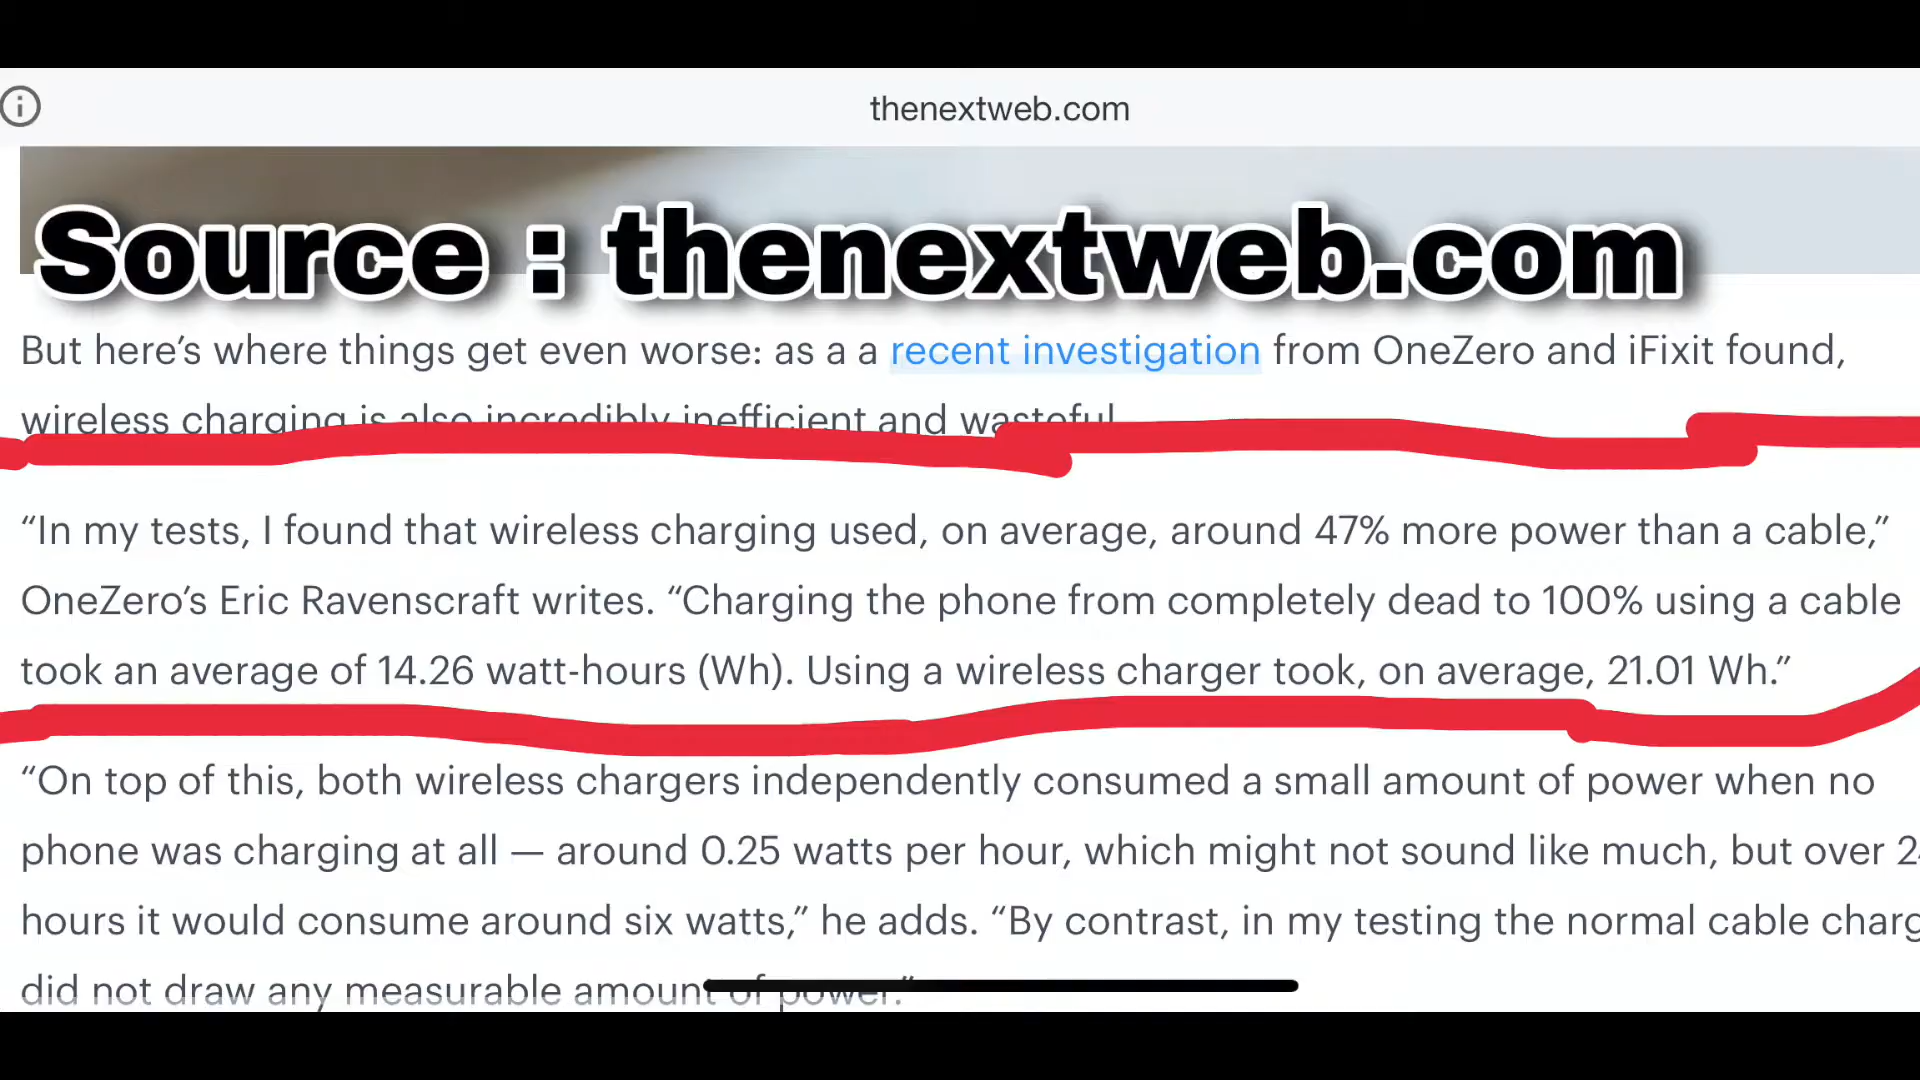 thenextweb.com
Source : thenextweb.com
But here’s where things get even worse: as a a recent investigation from OneZero and iFixit found,
wireless charging is also incredibly inefficient and wasteful.
“In my tests, I found that wireless charging used, on average, around 47% more power than a cable,”
OneZero’s Eric Ravenscraft writes. “Charging the phone from completely dead to 100% using a cable
took an average of 14.26 watt-hours (Wh). Using a wireless charger took, on average, 21.01 Wh.”
“On top of this, both wireless chargers independently consumed a small amount of power when no
phone was charging at all — around 0.25 watts per hour, which might not sound like much, but over
hours it would consume around six watts,” he adds. “By contrast, in my testing the normal cable
did not draw any measurable amount of power.”